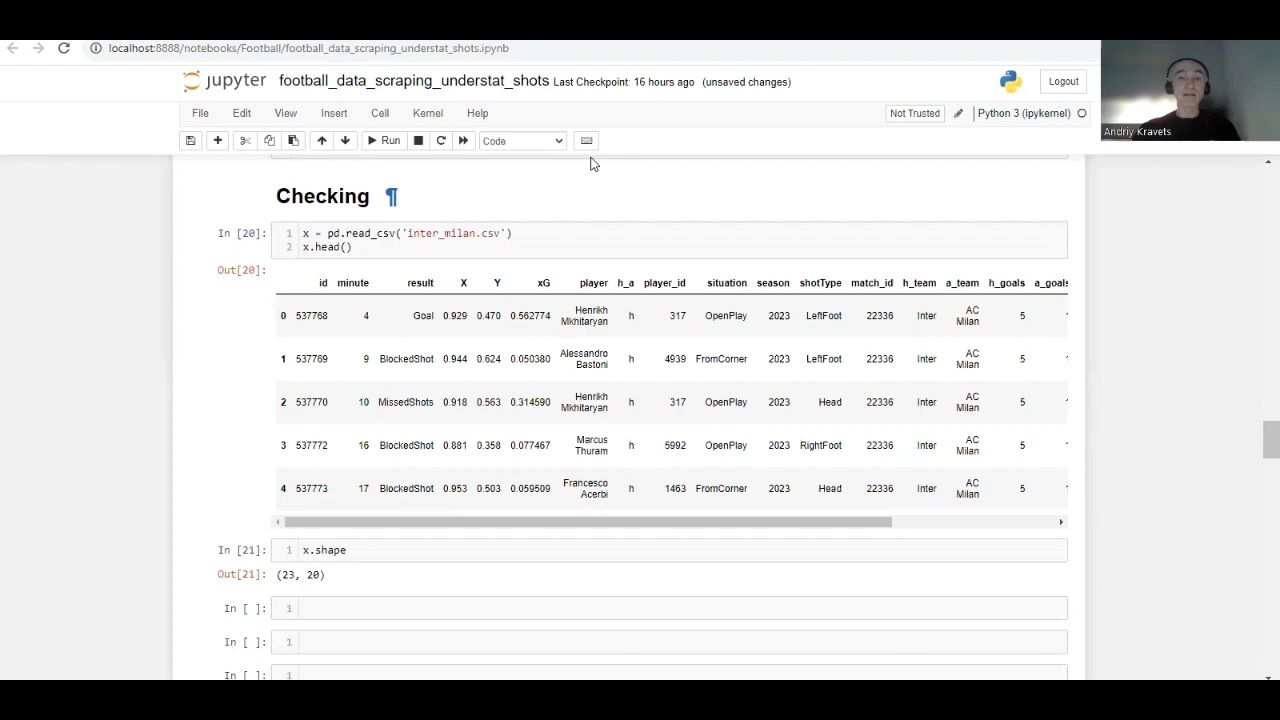 localhost:8888/notebooks/Football/football_data_scraping_understat_shots.ipynb
jupyter football_data_scraping_understat_shots Last Checkpoint: 16 hours ago (unsaved changes) Logout
File Edit View Insert Cell Kernel Help Not Trusted Python 3 (ipykernel)
Run Code
Andriy Kravets
Checking ¶
In [20]: 1 x = pd.read_csv('inter_milan.csv')
2 x.head()
Out[20]:
id minute result X Y xG player h_a player_id situation season shotType match_id h_team a_team h_goals a_goals
0 537768 4 Goal 0.929 0.470 0.562774 Henrikh Mkhitaryan h 317 OpenPlay 2023 LeftFoot 22336 Inter AC Milan 5
1 537769 9 BlockedShot 0.944 0.624 0.050380 Alessandro Bastoni h 4939 FromCorner 2023 LeftFoot 22336 Inter AC Milan 5
2 537770 10 MissedShots 0.918 0.563 0.314590 Henrikh Mkhitaryan h 317 OpenPlay 2023 Head 22336 Inter AC Milan 5
3 537772 16 BlockedShot 0.881 0.358 0.077467 Marcus Thuram h 5992 OpenPlay 2023 RightFoot 22336 Inter AC Milan 5
4 537773 17 BlockedShot 0.953 0.503 0.059509 Francesco Acerbi h 1463 FromCorner 2023 Head 22336 Inter AC Milan 5
In [21]: 1 x.shape
Out[21]: (23, 20)
In [ ]: 1
In [ ]: 1
In [ ]: 1